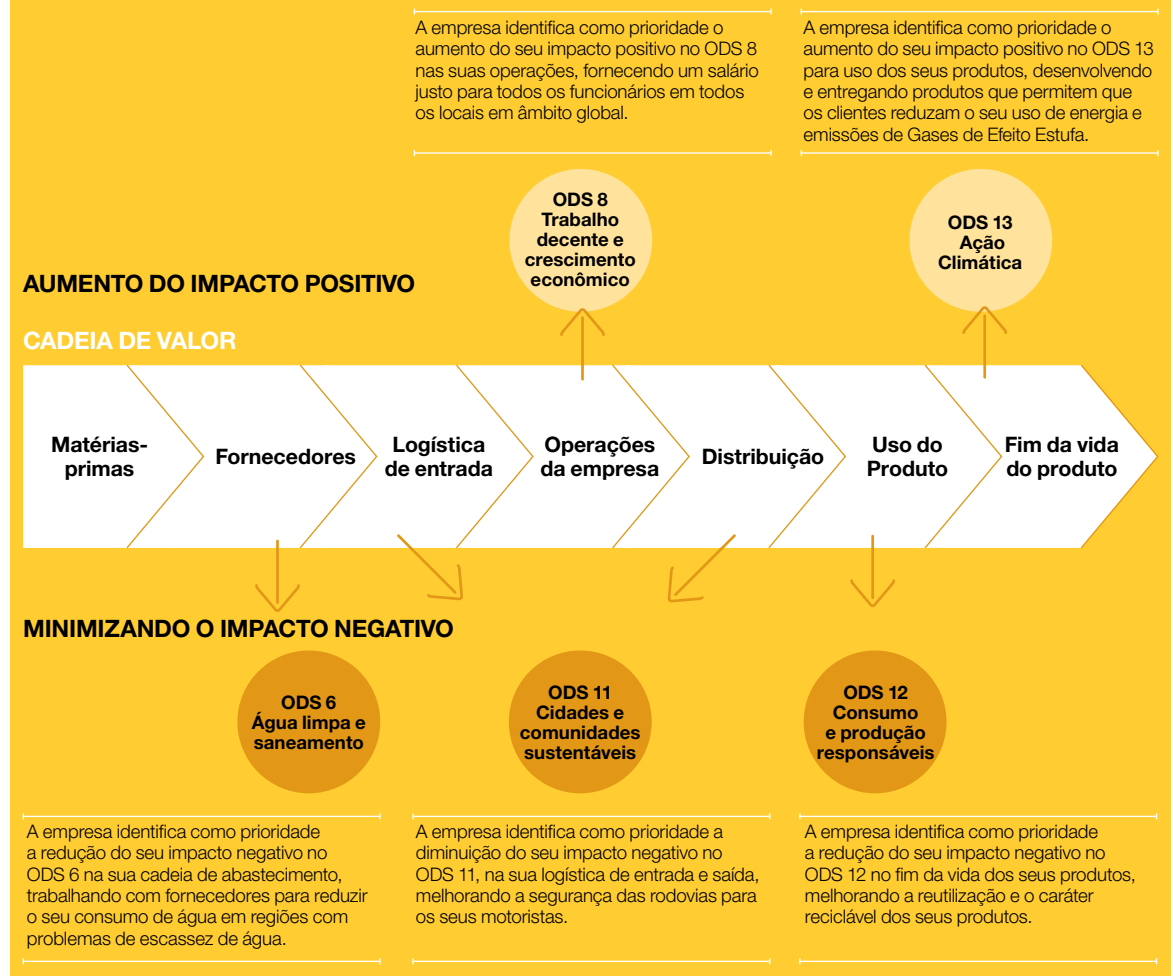 A empresa identifica como prioridade o
aumento do seu impacto positivo no ODS 8
nas suas operações, fornecendo um salário
justo para todos os funcionários em todos
os locais em âmbito global.
A empresa identifica como prioridade o
aumento do seu impacto positivo no ODS 13
para uso dos seus produtos, desenvolvendo
e entregando produtos que permitem que
os clientes reduzam o seu uso de energia e
emissões de Gases de Efeito Estufa.
ODS 8
Trabalho
decente e
crescimento
econômico
ODS 13
Ação
Climática
AUMENTO DO IMPACTO POSITIVO
CADEIA DE VALOR
Matérias-
primas
Fornecedores
Logística
de entrada
Operações
da empresa
Distribuição
Uso do
Produto
Fim da vida
do produto
MINIMIZANDO O IMPACTO NEGATIVO
ODS 6
Água limpa e
saneamento
ODS 11
Cidades e
comunidades
sustentáveis
ODS 12
Consumo
e produção
responsáveis
A empresa identifica como prioridade
a redução do seu impacto negativo no
ODS 6 na sua cadeia de abastecimento,
trabalhando com fornecedores para reduzir
o seu consumo de água em regiões com
problemas de escassez de água.
A empresa identifica como prioridade a
diminuição do seu impacto negativo no
ODS 11, na sua logística de entrada e saída,
melhorando a segurança das rodovias para
os seus motoristas.
A empresa identifica como prioridade
a redução do seu impacto negativo no
ODS 12 no fim da vida dos seus produtos,
melhorando a reutilização e o caráter
reciclável dos seus produtos.